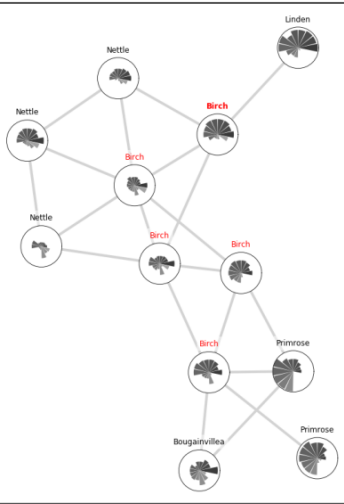 Linden
Nettle
Birch
Nettle
Birch
Nettle
Birch
Birch
Birch
Primrose
Primrose
Bougainvillea